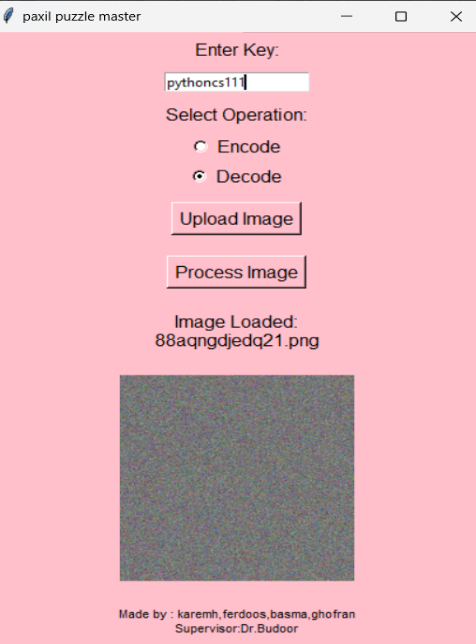 paxil puzzle master
Enter Key:
pythoncs111
Select Operation:
Encode
Decode
Upload Image
Process Image
Image Loaded:
88aqngdjedq21.png
Made by : karemh,ferdoos,basma,ghofran
Supervisor:Dr.Budoor